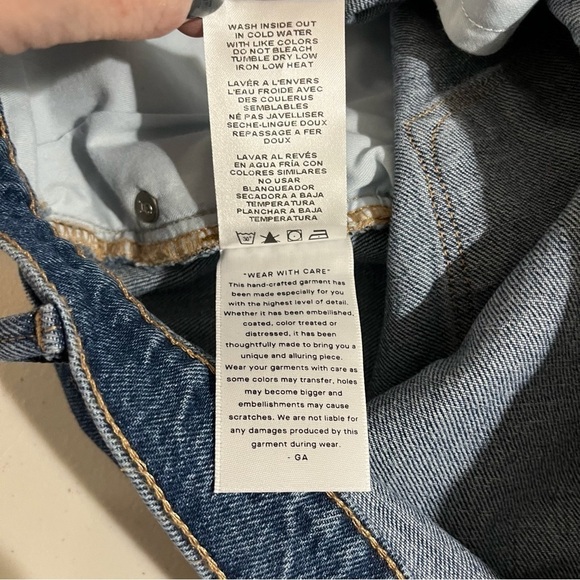 WASH INSIDE OUT
IN COLD WATER
WITH LIKE COLORS
DO NOT BLEACH
TUMBLE DRY LOW
IRON LOW HEAT
LAVÉR A L'ENVERS
L'EAU FROIDE AVEC
DES COULERUS
SEMBLABLES
NÉ PAS JAVELLISER
SECHE-LINGUE DOUX
REPASSAGE A FER
DOUX
LAVAR AL REVÉS
EN AGUA FRÍA CON
COLORES SIMILARES
NO USAR
BLANQUEADOR
SECADORA A BAJA
TEMPERATURA
PLANCHAR A BAJA
TEMPERATURA
"WEAR WITH CARE"
This hand-crafted garment has
been made especially for you
with the highest level of detail.
Whether it has been embellished,
coated, color treated or
distressed, it has been
thoughtfully made to bring you a
unique and alluring piece.
Wear your garments with care as
some colors may transfer, holes
may become bigger and
embellishments may cause
scratches. We are not liable for
any damages produced by this
garment during wear.
- GA